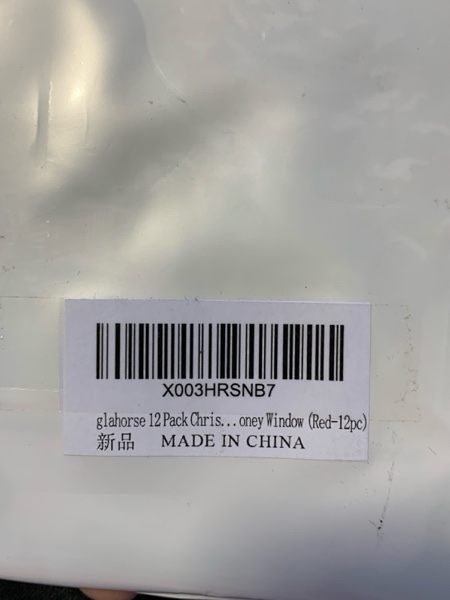 X003HRSNB7
glahorse 12 Pack Chris...oney Window (Red-12pc)
新品 MADE IN CHINA